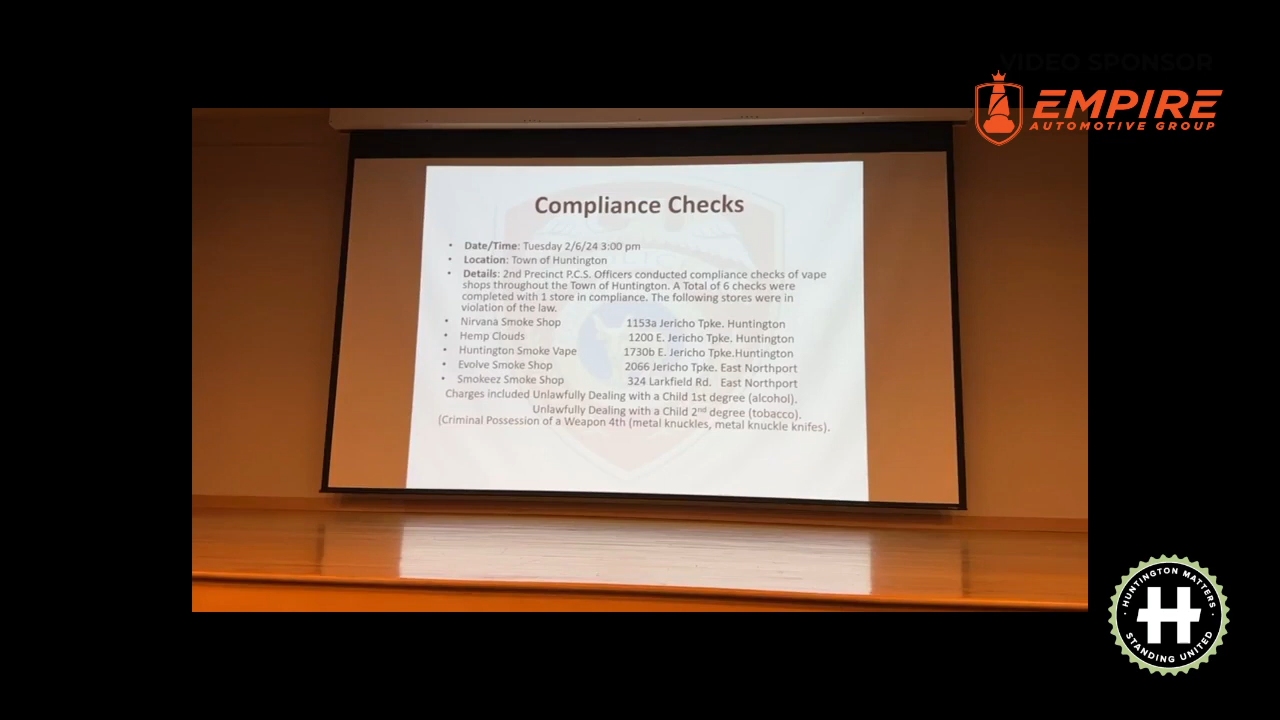 VIDEO SPONSOR
EMPIRE
AUTOMOTIVE GROUP
Compliance Checks
• Date/Time: Tuesday 2/6/24 3:00 pm
• Location: Town of Huntington
• Details: 2nd Precinct P.C.S. Officers conducted compliance checks of vape
shops throughout the Town of Huntington. A Total of 6 checks were
completed with 1 store in compliance. The following stores were in
violation of the law.
• Nirvana Smoke Shop 1153a Jericho Tpke. Huntington
• Hemp Clouds 1200 E. Jericho Tpke. Huntington
• Huntington Smoke Vape 1730b E. Jericho Tpke.Huntington
• Evolve Smoke Shop 2066 Jericho Tpke. East Northport
• Smokeez Smoke Shop 324 Larkfield Rd. East Northport
Charges included Unlawfully Dealing with a Child 1st degree (alcohol).
Unlawfully Dealing with a Child 2nd degree (tobacco).
(Criminal Possession of a Weapon 4th (metal knuckles, metal knuckle knifes).
HUNTINGTON MATTERS
H
STANDING UNITED